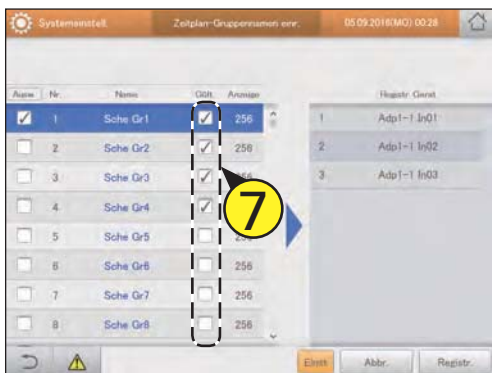 Systemeinstell. Zeitplan-Gruppennamen einr. 05.09.2016(MO) 00:28
Ausw. Nr. Name Gült. Anzeige Registr. Gerät
1 Sche Gr1 256 1 Adp1-1 In01
2 Sche Gr2 256 2 Adp1-1 In02
3 Sche Gr3 3 Adp1-1 In03
4 Sche Gr4
5 Sche Gr5
6 Sche Gr6 256
7 Sche Gr7 256
8 Sche Gr8 256
7
Einst. Abbr. Registr.